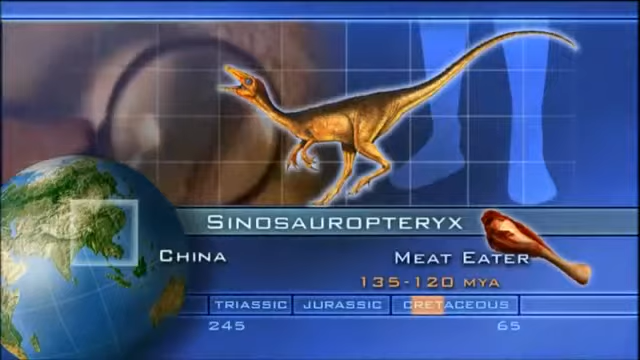 SINOSAUROPTERYX
CHINA
MEAT EATER
135-120 MYA
TRIASSIC JURASSIC CRETACEOUS
245 65